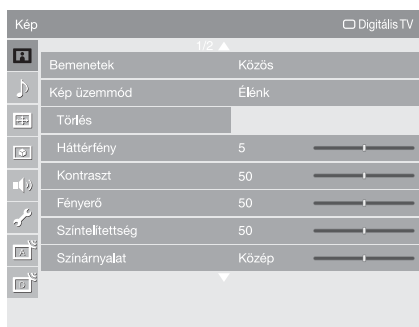 Kép Digitális TV
1/2
Bemenetek Közös
Kép üzemmód Élénk
Törlés
Háttérfény 5
Kontraszt 50
Fényerő 50
Színtelítettség 50
Színárnyalat Közép